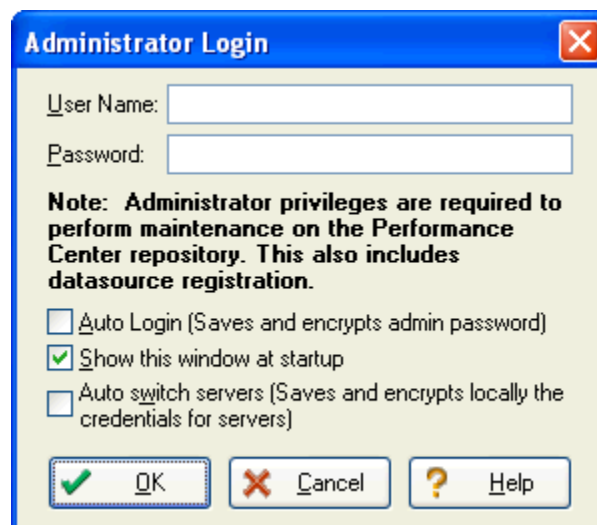 Administrator Login
User Name:
Password:
Note: Administrator privileges are required to
perform maintenance on the Performance
Center repository. This also includes
datasource registration.
Auto Login (Saves and encrypts admin password)
Show this window at startup
Auto switch servers (Saves and encrypts locally the
credentials for servers)
OK
Cancel
Help